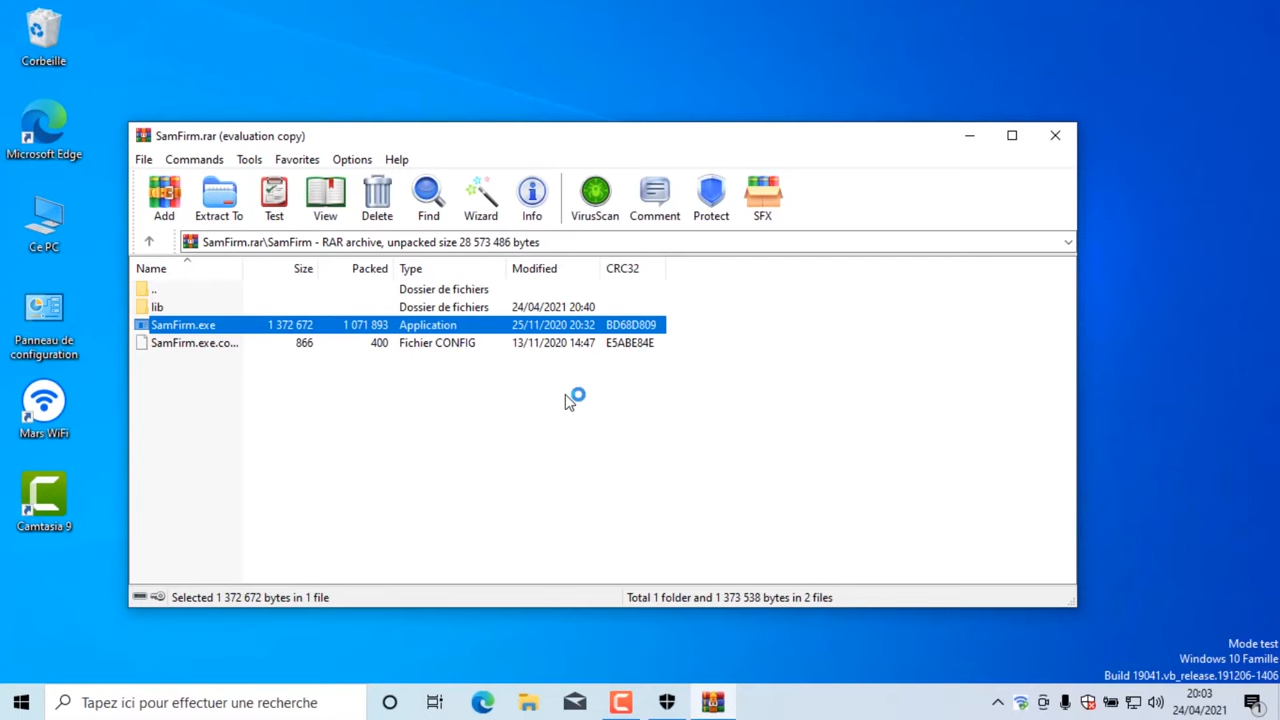 Corbeille
Microsoft Edge
Ce PC
Panneau de
configuration
Mars WiFi
Camtasia 9
SamFirm.rar (evaluation copy)
File Commands Tools Favorites Options Help
Add Extract To Test View Delete Find Wizard Info VirusScan Comment Protect SFX
SamFirm.rar\SamFirm - RAR archive, unpacked size 28 573 486 bytes
Name Size Packed Type Modified CRC32
.. Dossier de fichiers
lib Dossier de fichiers 24/04/2021 20:40
SamFirm.exe 1 372 672 1 071 893 Application 25/11/2020 20:32 BD68D809
SamFirm.exe.co... 866 400 Fichier CONFIG 13/11/2020 14:47 E5ABE84E
Selected 1 372 672 bytes in 1 file Total 1 folder and 1 373 538 bytes in 2 files
Mode test
Windows 10 Famille
Build 19041.vb_release.191206-1406
Tapez ici pour effectuer une recherche
20:03
24/04/2021
1